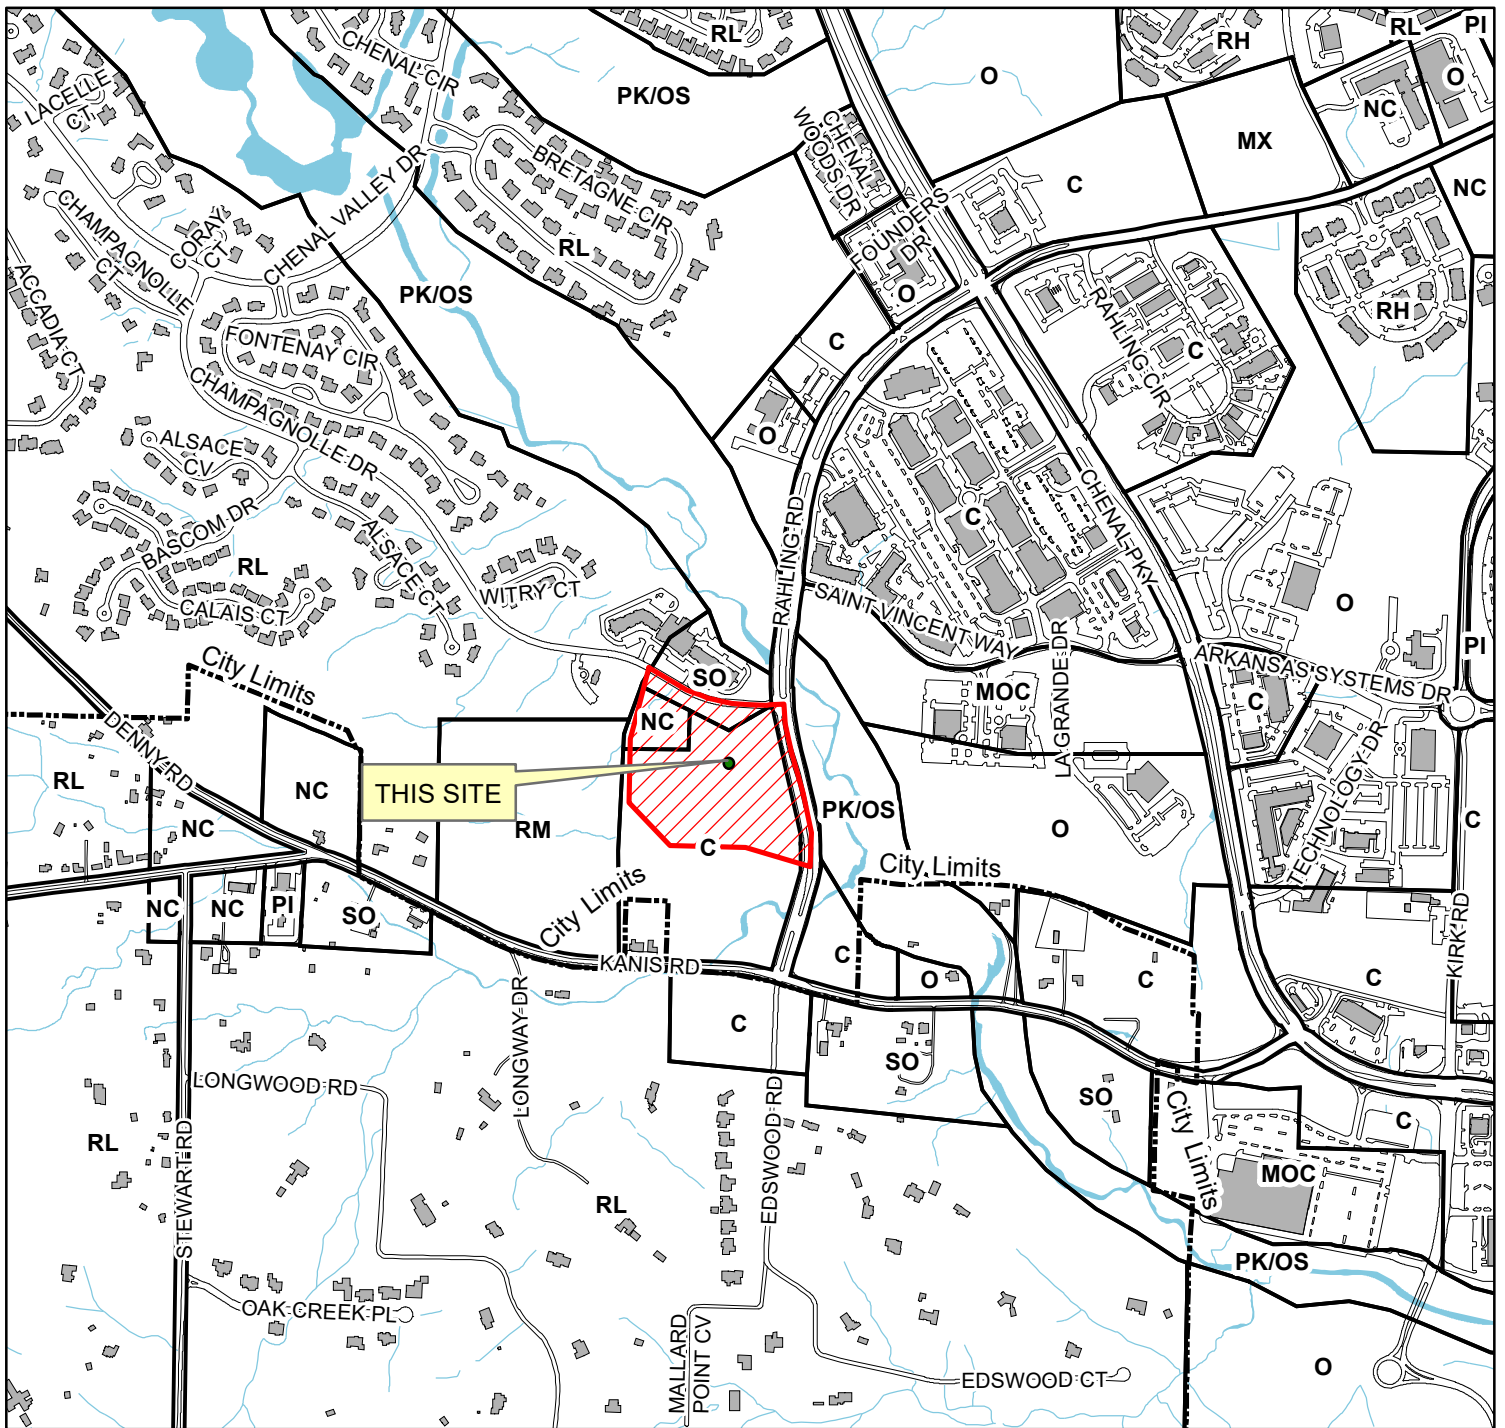 RL
RH
RL
PI
O
O
NC
MX
C
NC
RH
PK/OS
CHENAL CIR
LACELLE
CT
CHENAL
WOODS DR
BRETAGNE CIR
RL
CHENAL VALLEY DR
CORAY
CT
CHAMPAGNOLLE
CT
ACCADIA CT
PK/OS
FOUNDERS
DR
O
C
O
RAHLING CIR
C
FONTENAY CIR
CHAMPAGNOLLE DR
ALSACE
CV
BASCOM DR
ALSACE CT
RL
CALAIS CT
WITRY CT
RAHLING RD
C
CHENAL PKY
SAINT VINCENT WAY
LAGRANDE DR
O
PI
ARKANSAS SYSTEMS DR
City Limits
SO
MOC
C
NC
TECHNOLOGY DR
DENNY RD
RL
NC
NC
THIS SITE
RM
C
PK/OS
O
C
City Limits
City Limits
NC
NC
PI
SO
KANIS RD
C
O
C
C
KIRK RD
C
SO
SO
C
LONGWAY DR
LONGWOOD RD
STEWART RD
RL
EDSWOOD RD
City Limits
MOC
RL
PK/OS
OAK CREEK PL
MALLARD
POINT CV
EDSWOOD CT
O